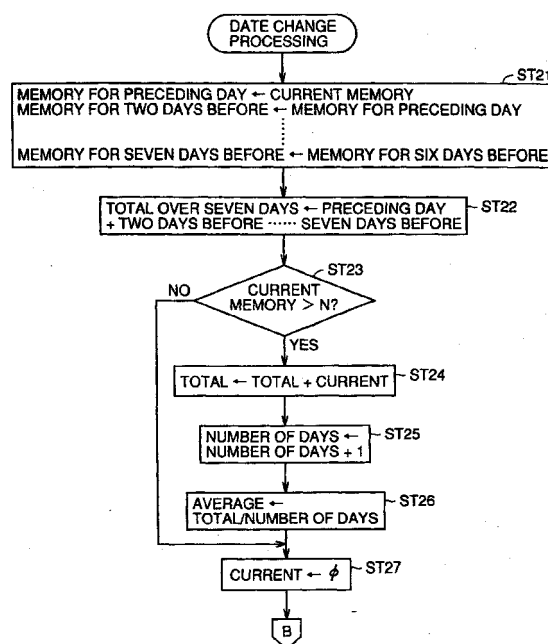 DATE CHANGE
PROCESSING
ST21
MEMORY FOR PRECEDING DAY ← CURRENT MEMORY
MEMORY FOR TWO DAYS BEFORE ← MEMORY FOR PRECEDING DAY
MEMORY FOR SEVEN DAYS BEFORE ← MEMORY FOR SIX DAYS BEFORE
ST22
TOTAL OVER SEVEN DAYS ← PRECEDING DAY
+ TWO DAYS BEFORE ······ SEVEN DAYS BEFORE
ST23
CURRENT
MEMORY > N?
NO
YES
ST24
TOTAL ← TOTAL + CURRENT
ST25
NUMBER OF DAYS ←
NUMBER OF DAYS + 1
ST26
AVERAGE ←
TOTAL/NUMBER OF DAYS
ST27
CURRENT ← ϕ
B